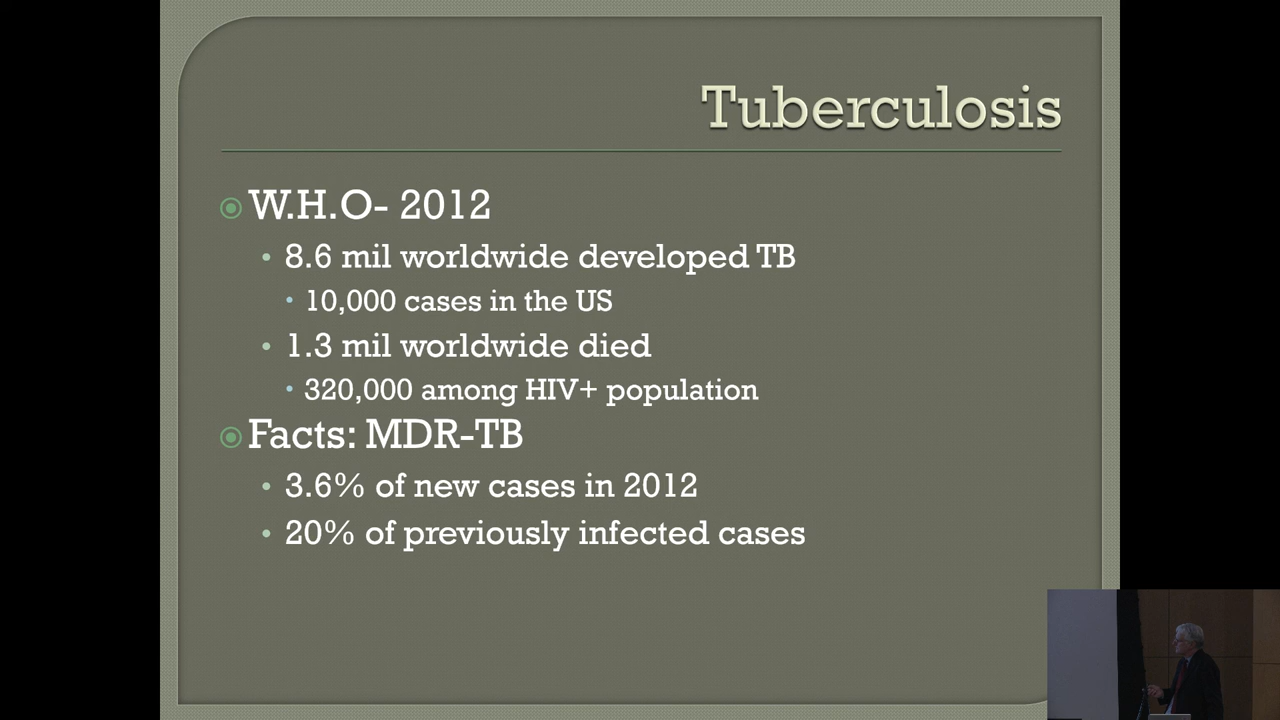 Tuberculosis
W.H.O- 2012
8.6 mil worldwide developed TB
10,000 cases in the US
1.3 mil worldwide died
320,000 among HIV+ population
Facts: MDR-TB
3.6% of new cases in 2012
20% of previously infected cases